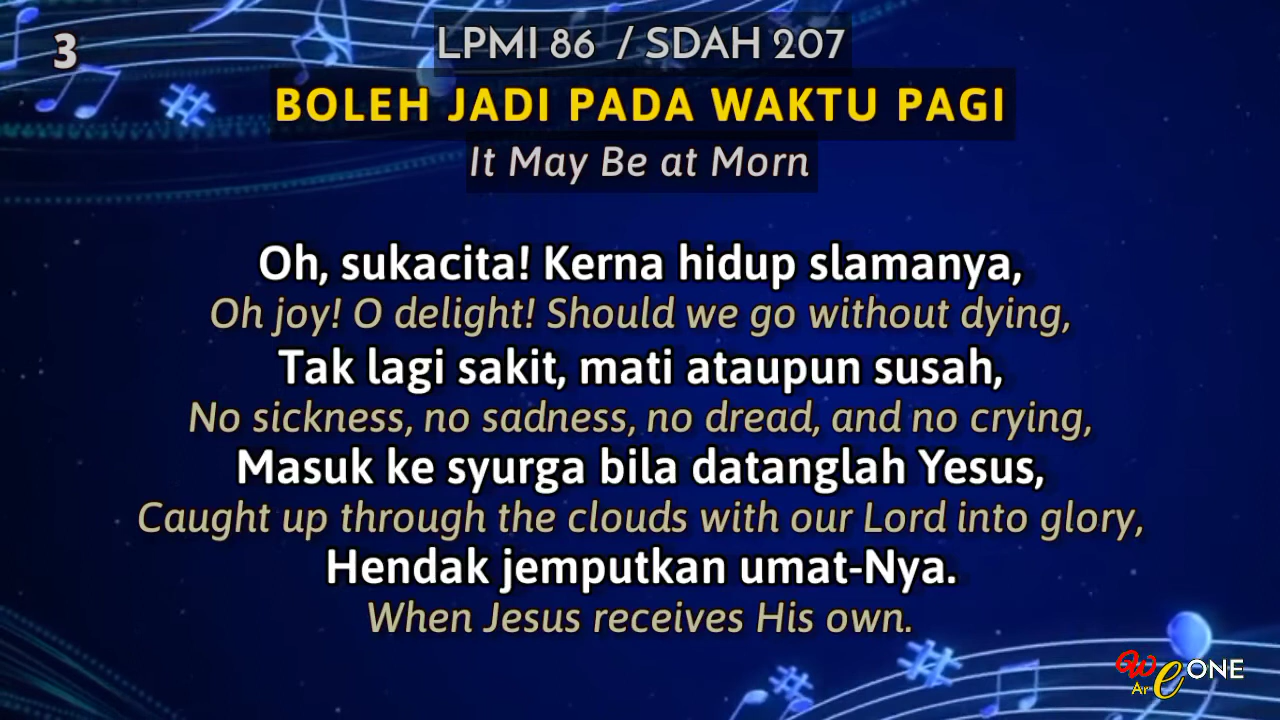 3
LPMI 86 / SDAH 207
BOLEH JADI PADA WAKTU PAGI
It May Be at Morn
Oh, sukacita! Kerna hidup slamanya,
Oh joy! O delight! Should we go without dying,
Tak lagi sakit, mati ataupun susah,
No sickness, no sadness, no dread, and no crying,
Masuk ke syurga bila datanglah Yesus,
Caught up through the clouds with our Lord into glory,
Hendak jemputkan umat-Nya.
When Jesus receives His own.
We Are ONE